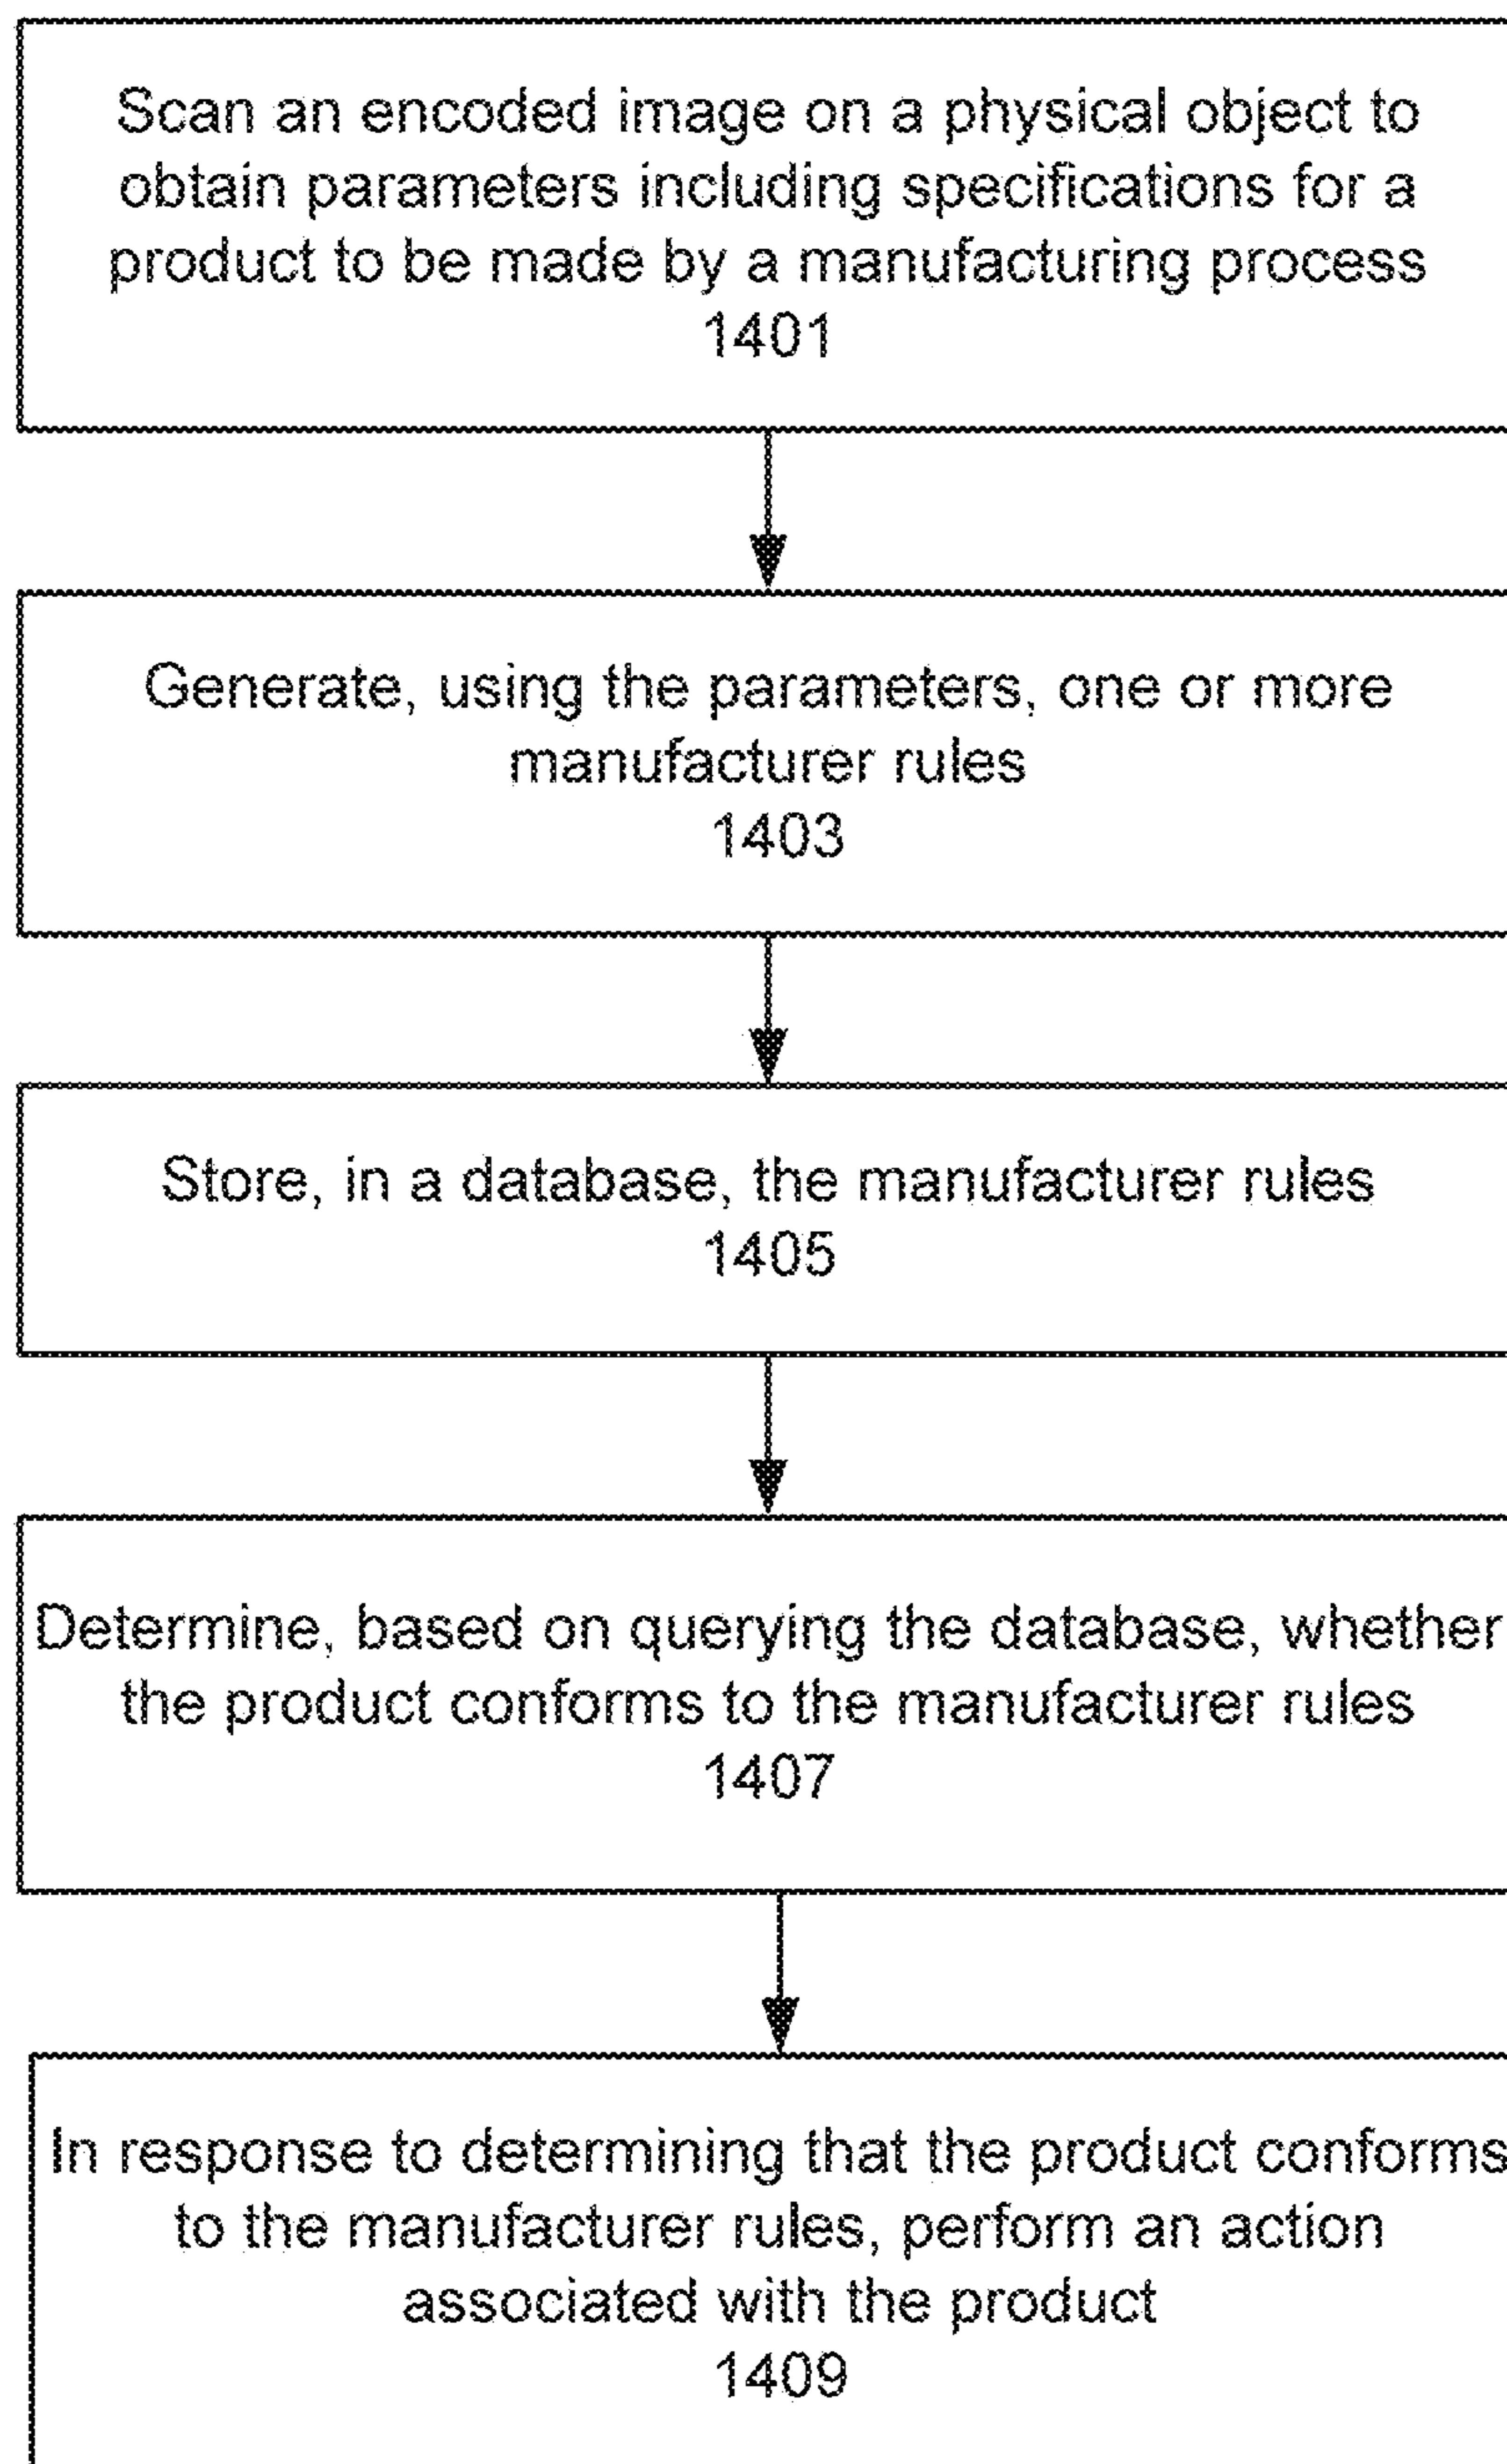 Scan an encoded image on a physical object to
obtain parameters including specifications for a
product to be made by a manufacturing process
1401
Generate, using the parameters, one or more
manufacturer rules
1403
Store, in a database, the manufacturer rules
1405
Determine, based on querying the database, whether
the product conforms to the manufacturer rules
1407
In response to determining that the product conforms
to the manufacturer rules, perform an action
associated with the product
1409